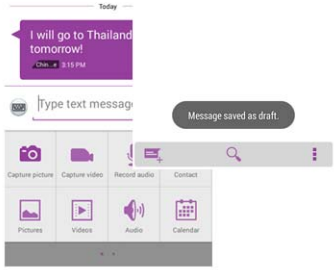 Today
I will go to Thailand
tomorrow!
Chin...e 3:15 PM
Type text message
Message saved as draft.
Capture picture Capture video Record audio Contact
Pictures Videos Audio Calendar